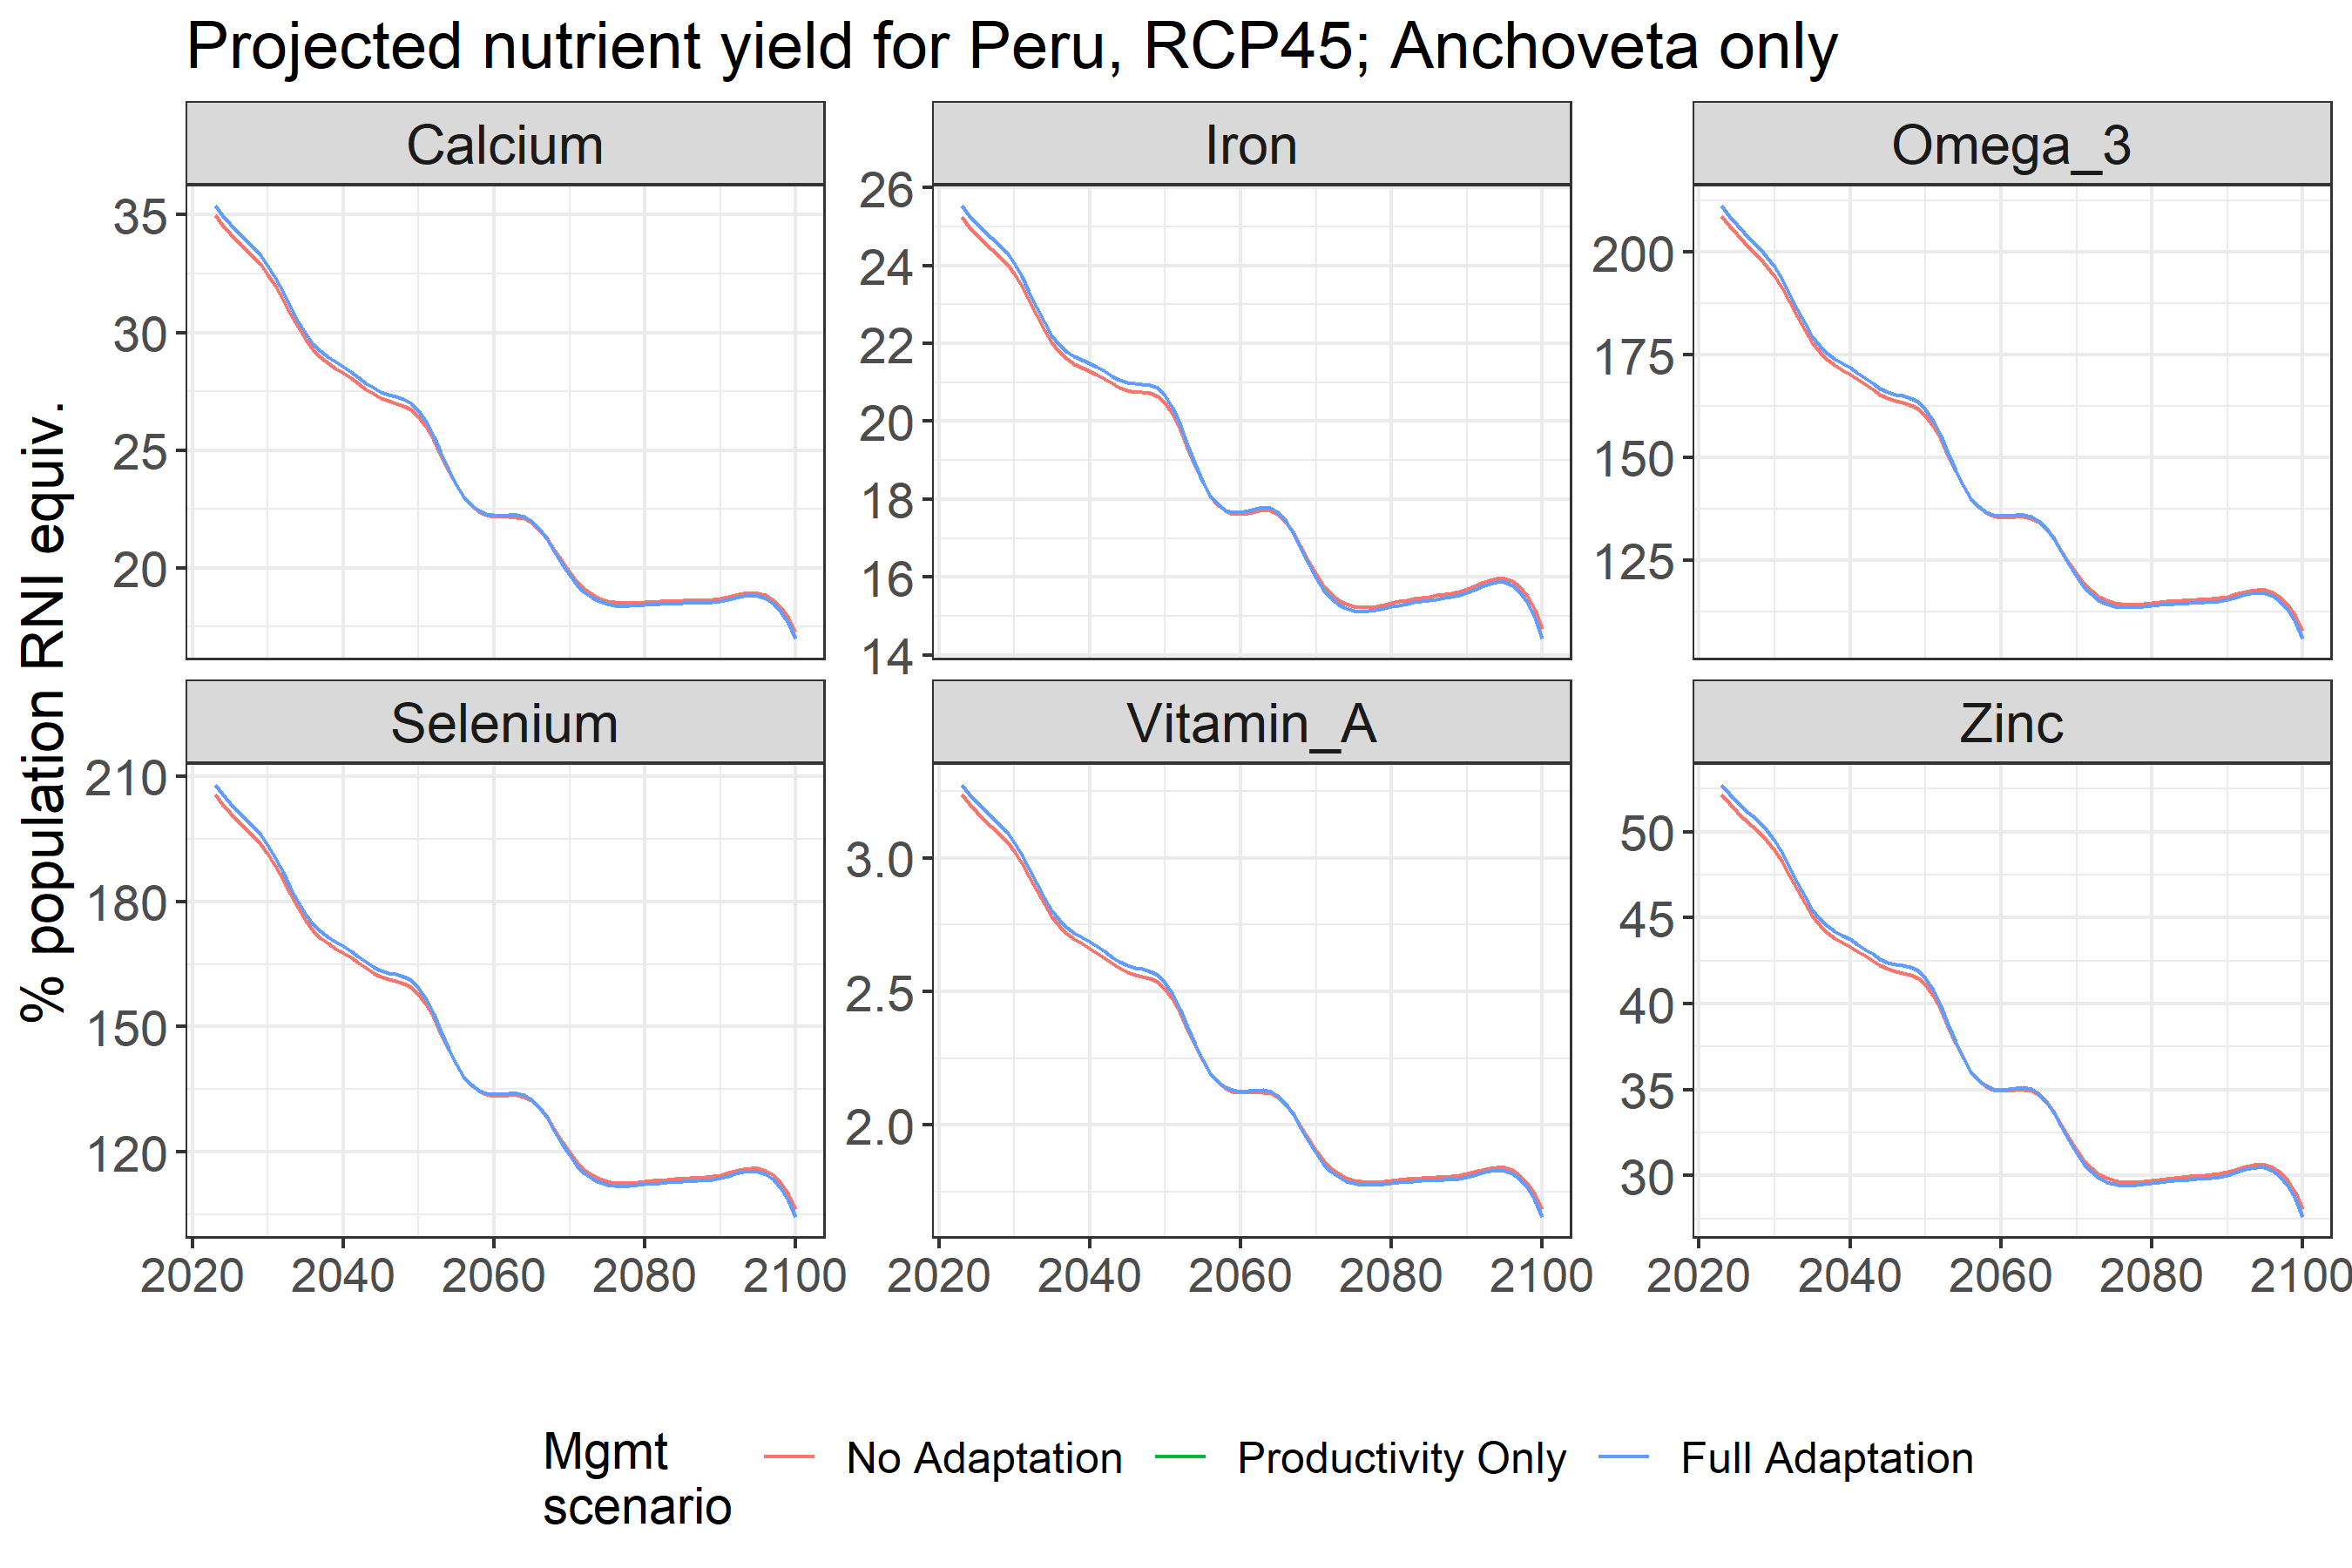 Projected nutrient yield for Peru, RCP45; Anchoveta only
Calcium
Iron
Omega_3
35
30
25
20
26
24
22
20
18
16
14
200
175
150
125
% population RNI equiv.
Selenium
Vitamin_A
Zinc
210
180
150
120
3.0
2.5
2.0
50
45
40
35
30
2020 2040 2060 2080 2100
2020 2040 2060 2080 2100
2020 2040 2060 2080 2100
Mgmt
scenario
No Adaptation
Productivity Only
Full Adaptation